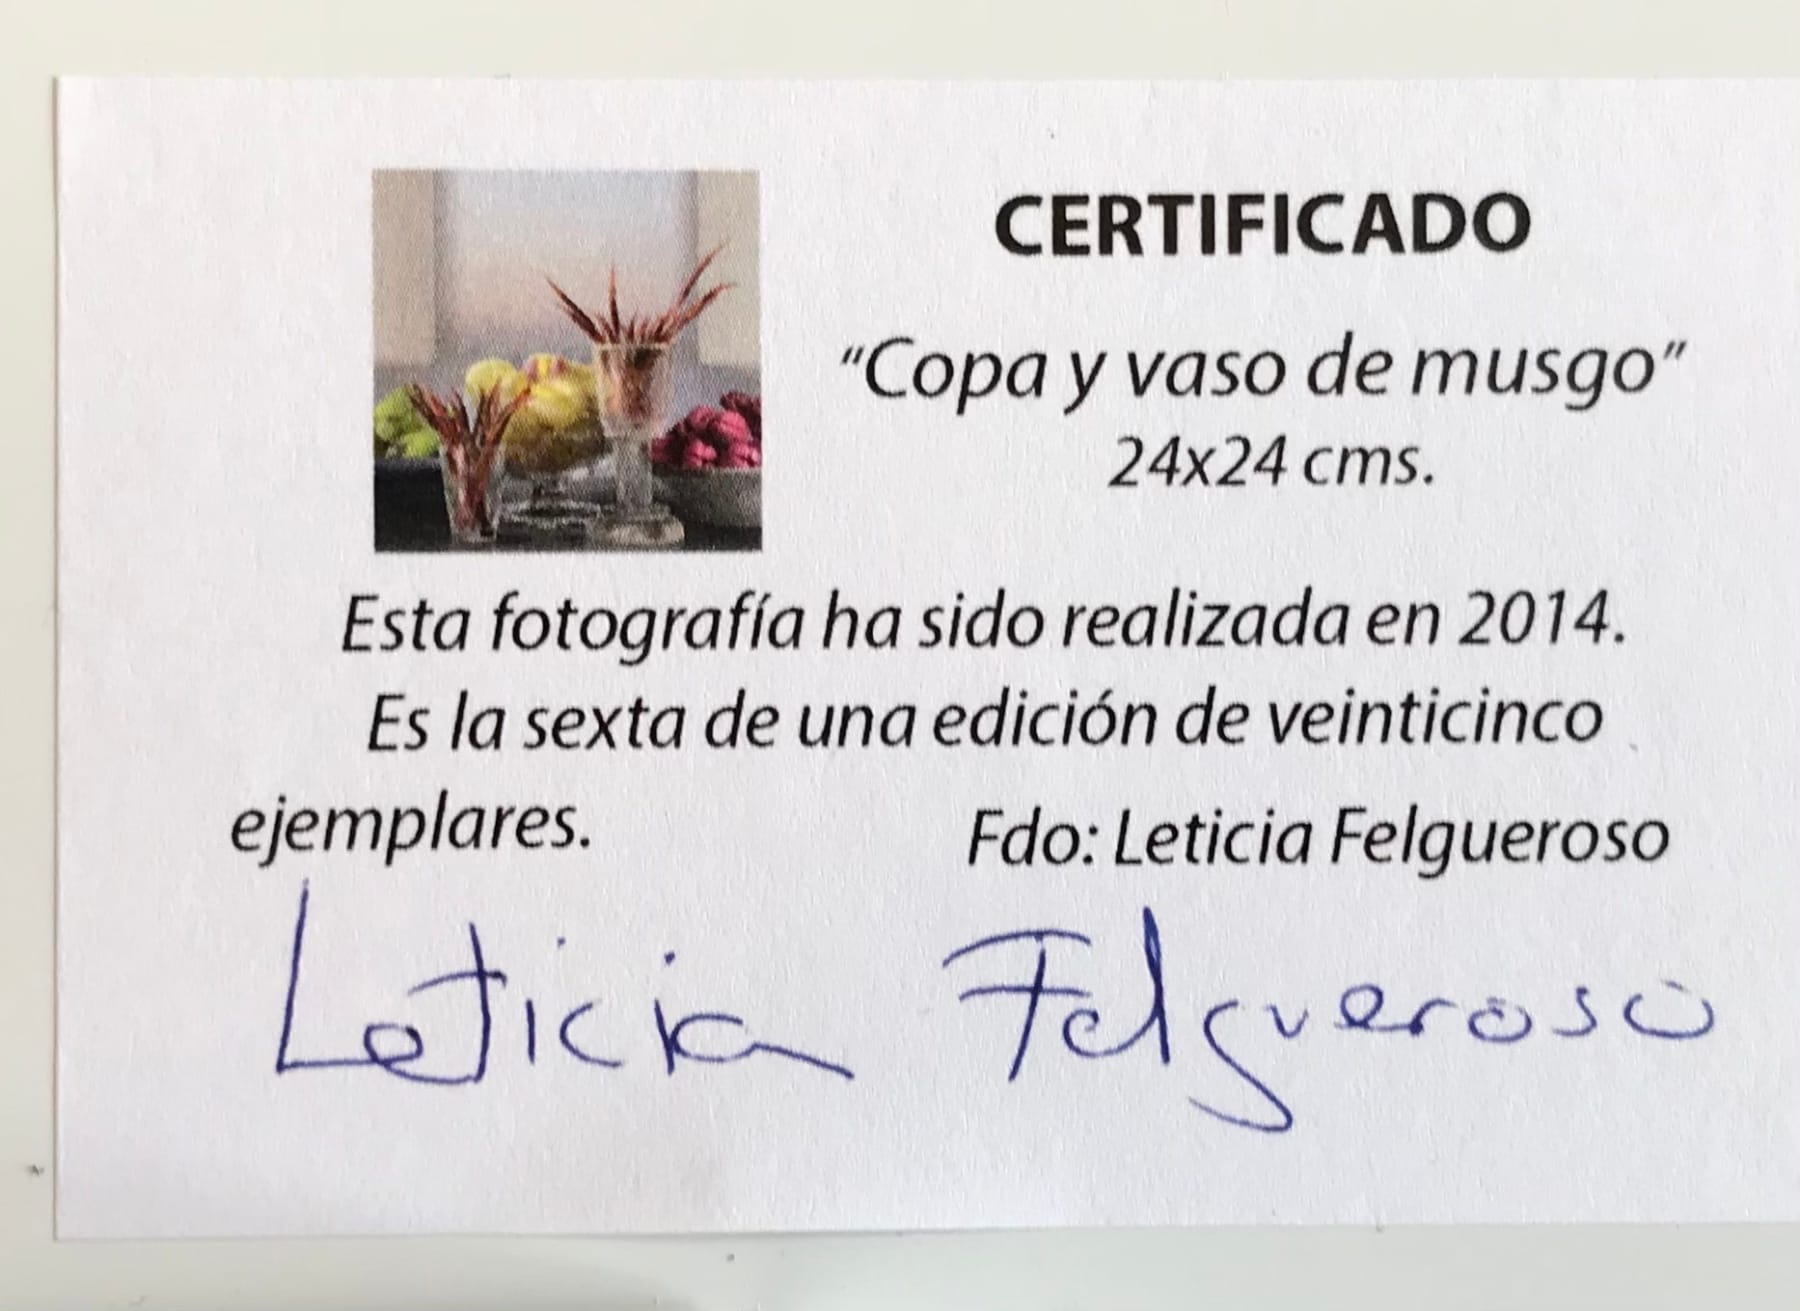 CERTIFICADO
“Copa y vaso de musgo”
24x24 cms.
Esta fotografía ha sido realizada en 2014.
Es la sexta de una edición de veinticinco
ejemplares.
Fdo: Leticia Felgueroso
Leticia Felgueroso